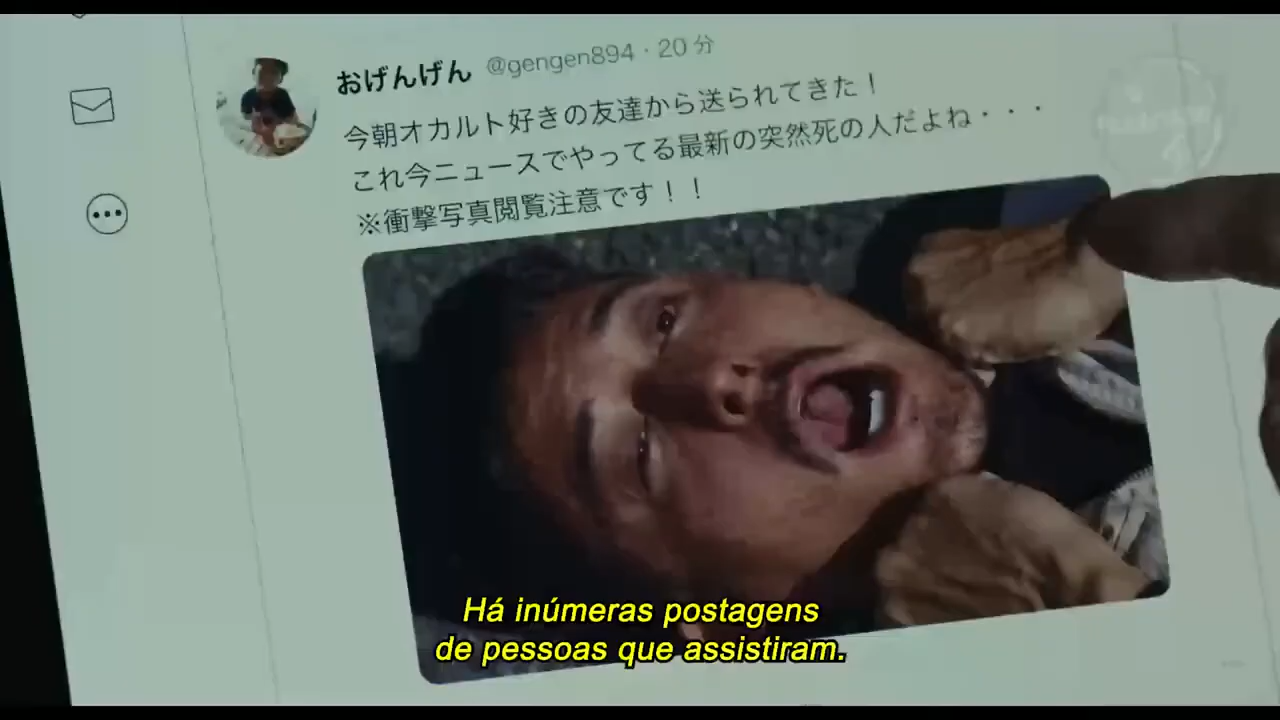 おげんげん @gengen894・20分
今朝オカルト好きの友達から送られてきた！
これ今ニュースでやってる最新の突然死の人だよね・・・
※衝撃写真閲覧注意です！！
Há inúmeras postagens
de pessoas que assistiram.